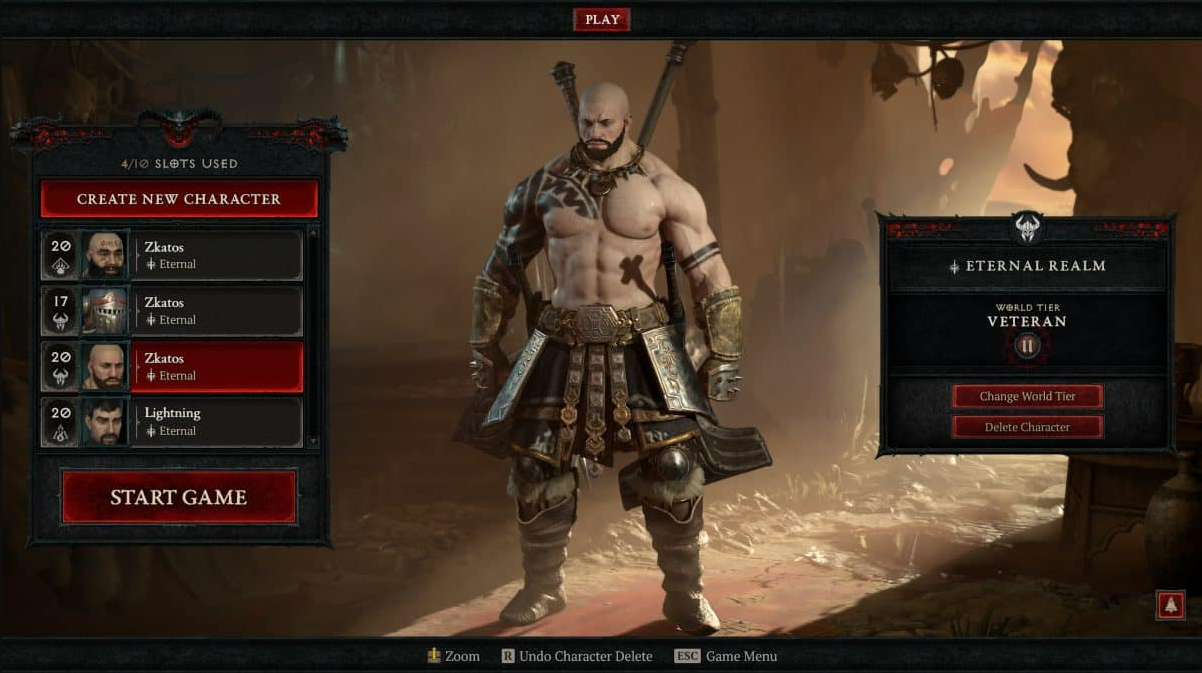 PLAY
4/10 SLOTS USED
CREATE NEW CHARACTER
20
Zkatos
Eternal
17
Zkatos
Eternal
20
Zkatos
Eternal
20
Lightning
Eternal
START GAME
ETERNAL REALM
WORLD TIER
VETERAN
II
Change World Tier
Delete Character
Zoom R Undo Character Delete ESC Game Menu